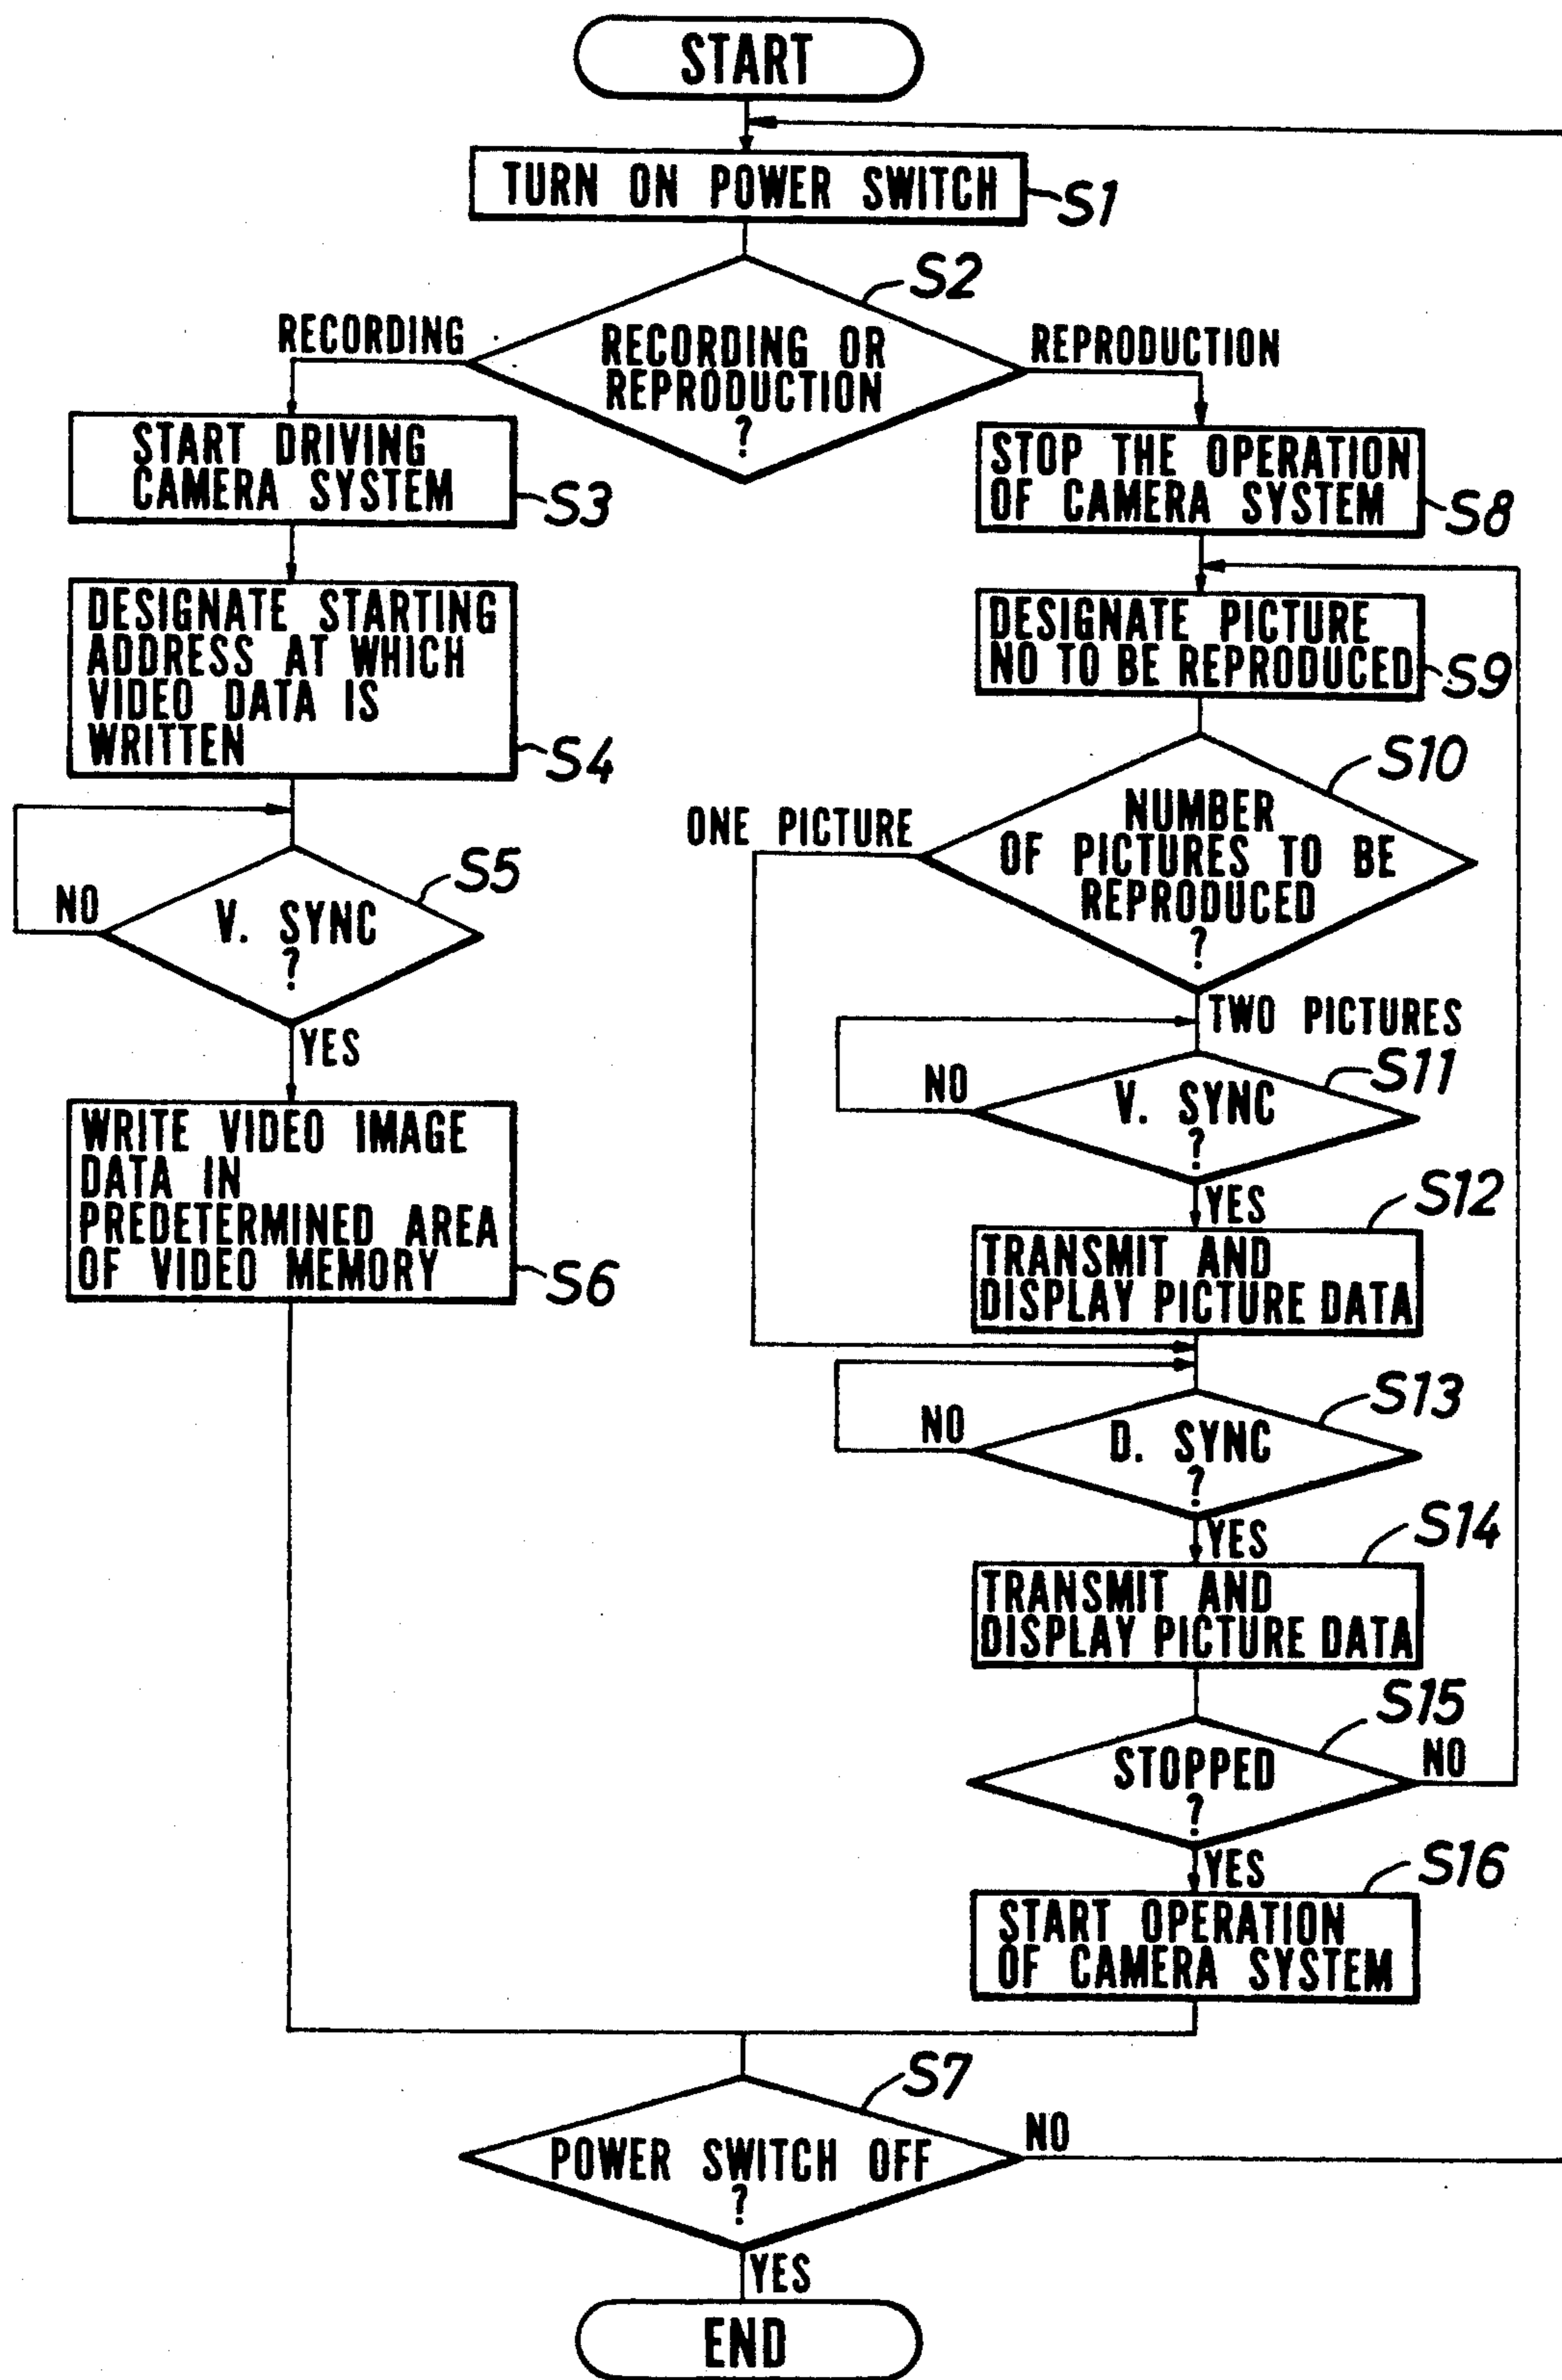 START
TURN ON POWER SWITCH
S1
S2
RECORDING
RECORDING OR
REPRODUCTION
?
REPRODUCTION
START DRIVING
CAMERA SYSTEM
S3
DESIGNATE STARTING
ADDRESS AT WHICH
VIDEO DATA IS
WRITTEN
S4
S5
NO
V. SYNC
?
YES
WRITE VIDEO IMAGE
DATA IN
PREDETERMINED AREA
OF VIDEO MEMORY
S6
STOP THE OPERATION
OF CAMERA SYSTEM
S8
DESIGNATE PICTURE
NO TO BE REPRODUCED
S9
S10
ONE PICTURE
NUMBER
OF PICTURES TO BE
REPRODUCED
?
TWO PICTURES
S11
NO
V. SYNC
?
YES
S12
TRANSMIT AND
DISPLAY PICTURE DATA
S13
NO
D. SYNC
?
YES
S14
TRANSMIT AND
DISPLAY PICTURE DATA
S15
STOPPED
?
NO
YES
S16
START OPERATION
OF CAMERA SYSTEM
S7
POWER SWITCH OFF
?
NO
YES
END